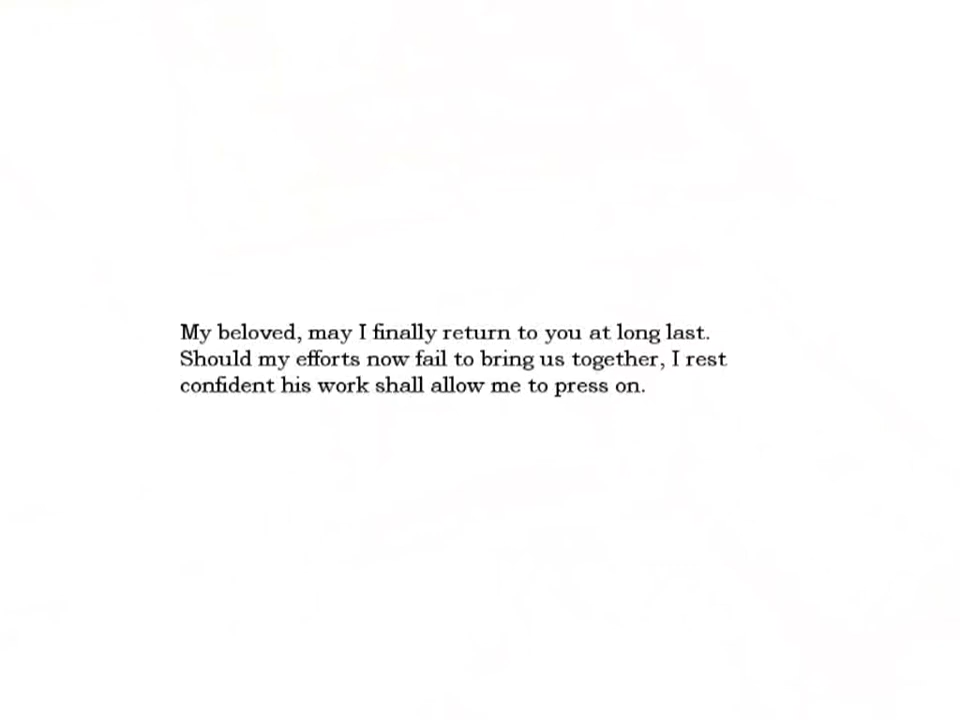 My beloved, may I finally return to you at long last.
Should my efforts now fail to bring us together, I rest
confident his work shall allow me to press on.